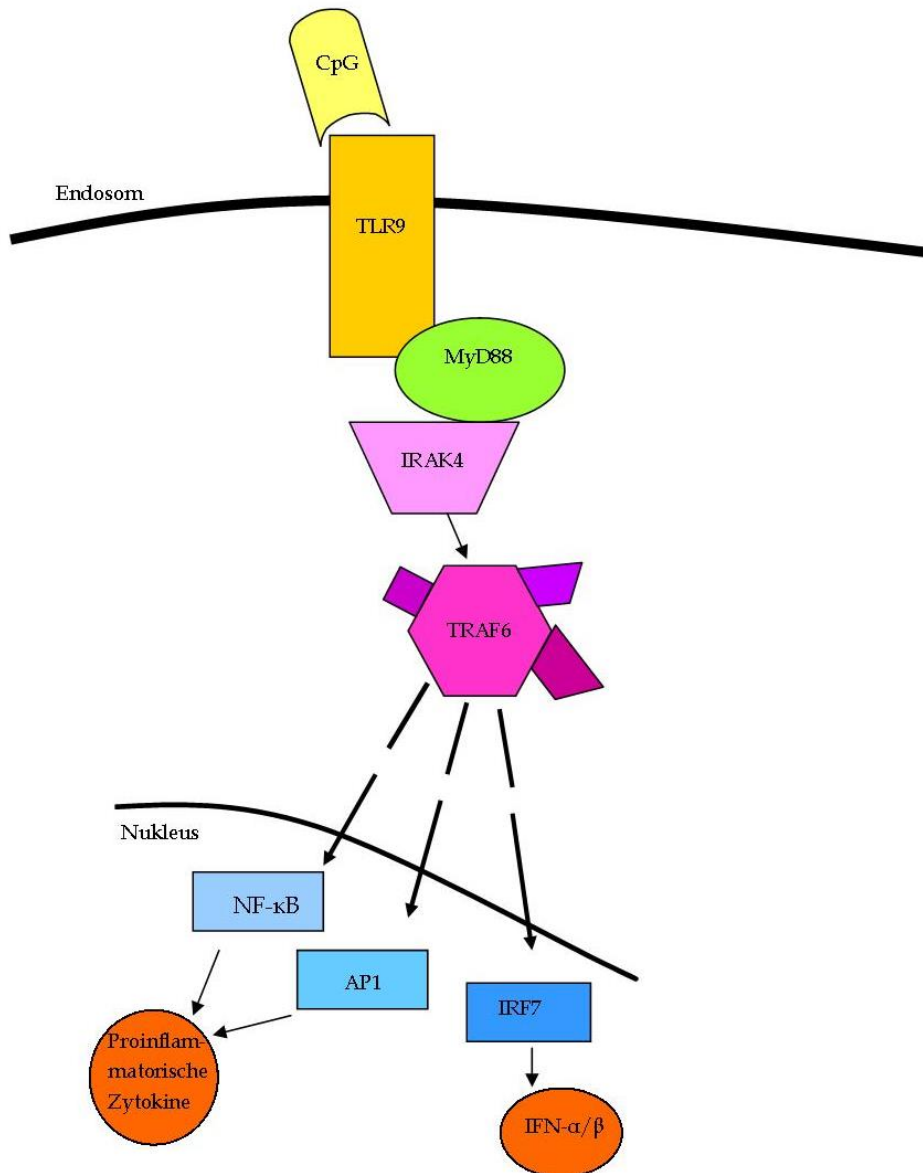 CpG
Endosom
TLR9
MyD88
IRAK4
TRAF6
Nukleus
NF-κB
AP1
IRF7
Proinflam-
matorische
Zytokine
IFN-α/β